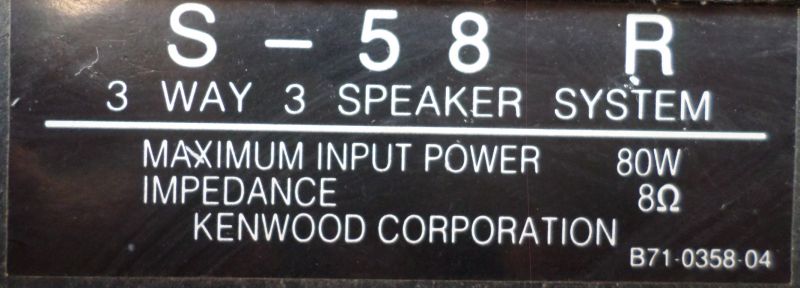 S-58 R
3 WAY 3 SPEAKER SYSTEM
MAXIMUM INPUT POWER 80W
IMPEDANCE 8Ω
KENWOOD CORPORATION
B71-0358-04